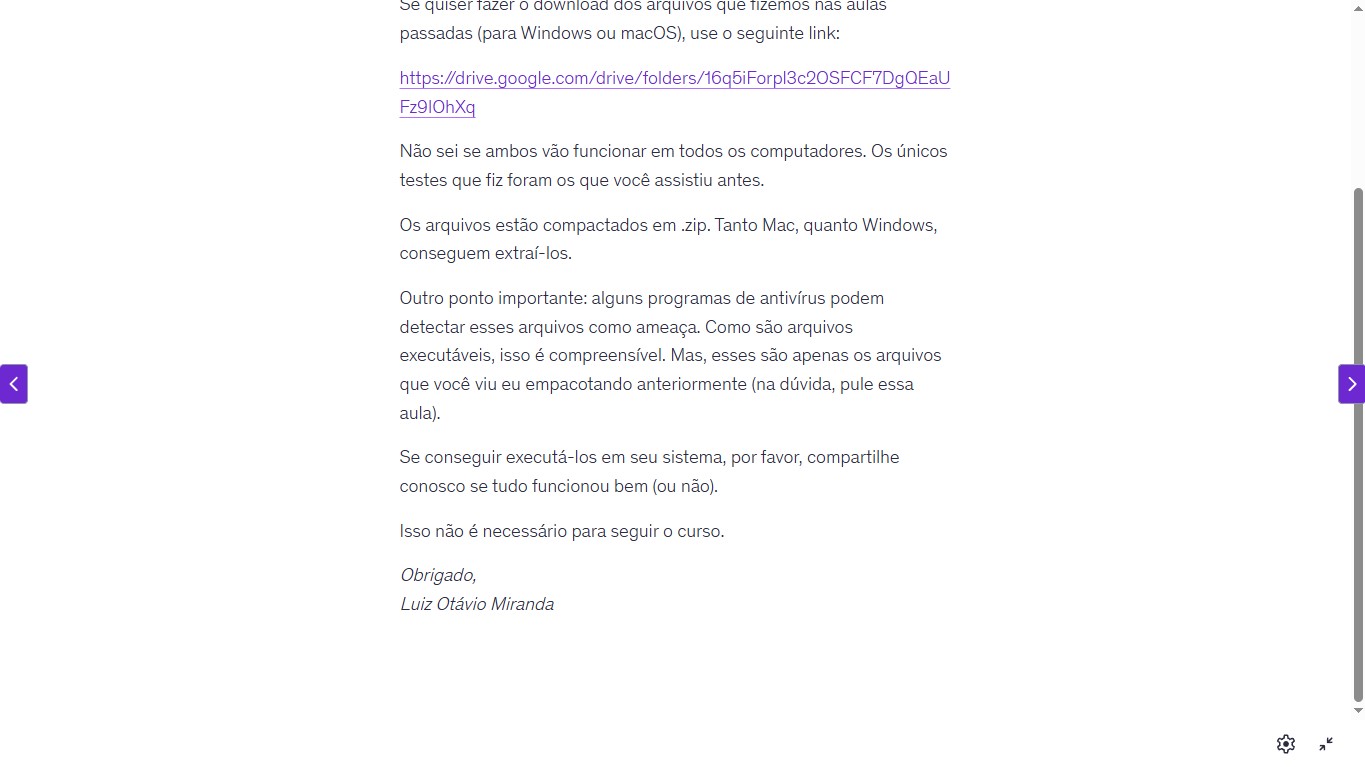 Se quiser fazer o download dos arquivos que fizemos nas aulas
passadas (para Windows ou macOS), use o seguinte link:
https://drive.google.com/drive/folders/16q5iForpl3c2OSFCF7DgQEaU
Fz9IOhXq
Não sei se ambos vão funcionar em todos os computadores. Os únicos
testes que fiz foram os que você assistiu antes.
Os arquivos estão compactados em .zip. Tanto Mac, quanto Windows,
conseguem extraí-los.
Outro ponto importante: alguns programas de antivírus podem
detectar esses arquivos como ameaça. Como são arquivos
executáveis, isso é compreensível. Mas, esses são apenas os arquivos
que você viu eu empacotando anteriormente (na dúvida, pule essa
aula).
Se conseguir executá-los em seu sistema, por favor, compartilhe
conosco se tudo funcionou bem (ou não).
Isso não é necessário para seguir o curso.
Obrigado,
Luiz Otávio Miranda